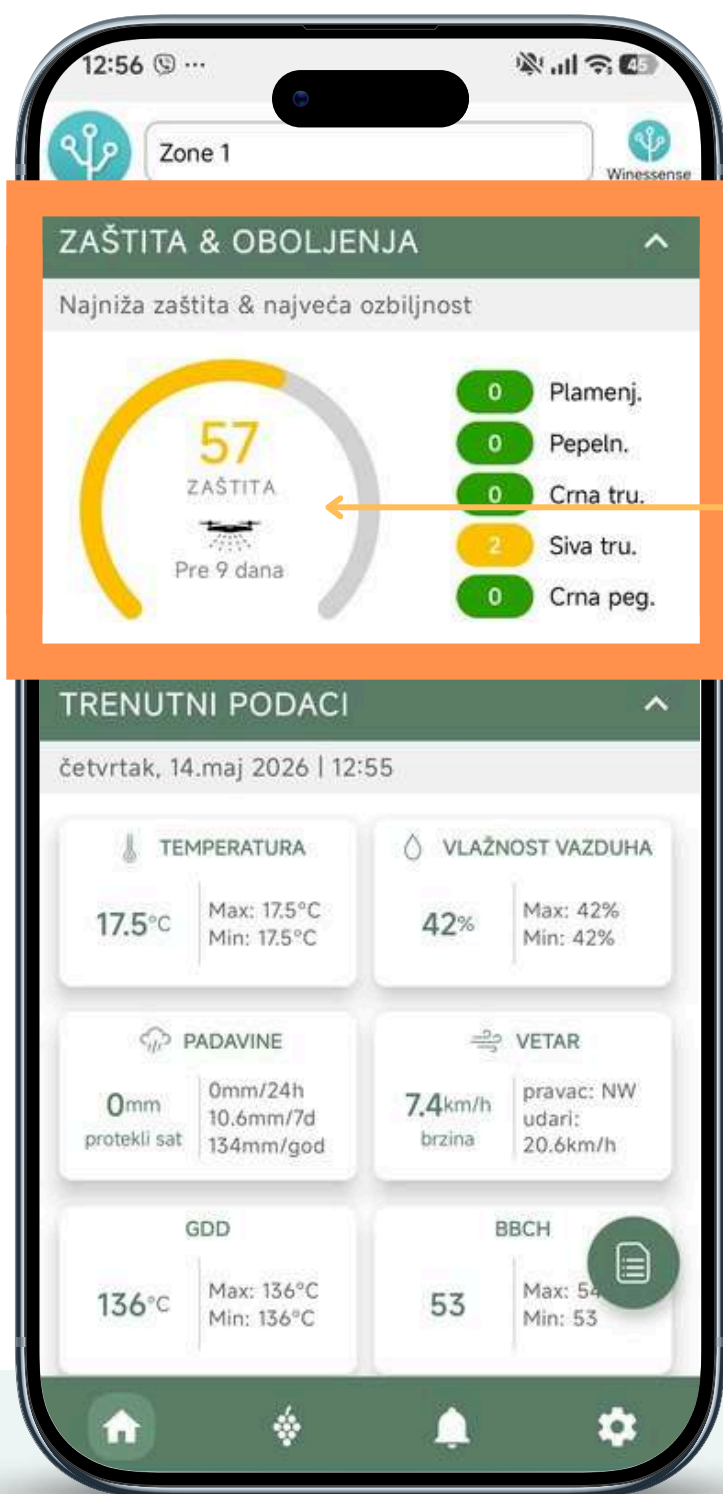 12:56
45
Zone 1
Winessense
ZAŠTITA & OBOLJENJA
Najniža zaštita & najveća ozbiljnost
57
ZAŠTITA
Pre 9 dana
0 Plamenj.
0 Pepeln.
0 Crna tru.
2 Siva tru.
0 Crna peg.
TRENUTNI PODACI
četvrtak, 14.maj 2026 | 12:55
TEMPERATURA
17.5°C
Max: 17.5°C
Min: 17.5°C
VLAŽNOST VAZDUHA
42%
Max: 42%
Min: 42%
PADAVINE
0mm
protekli sat
0mm/24h
10.6mm/7d
134mm/god
VETAR
7.4km/h
brzina
pravac: NW
udari:
20.6km/h
GDD
136°C
Max: 136°C
Min: 136°C
BBCH
53
Max: 54
Min: 53